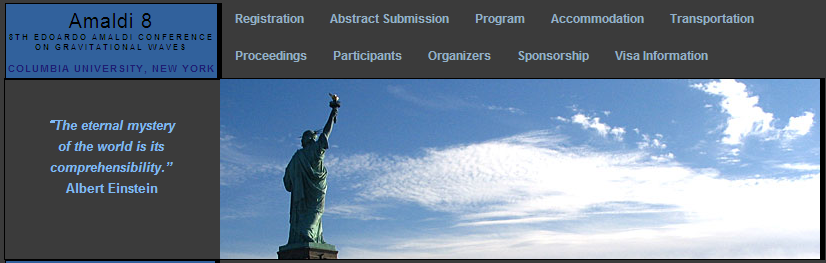 Amaldi 8
8TH EDOARDO AMALDI CONFERENCE
ON GRAVITATIONAL WAVES
COLUMBIA UNIVERSITY, NEW YORK
Registration Abstract Submission Program Accommodation Transportation
Proceedings Participants Organizers Sponsorship Visa Information
“The eternal mystery
of the world is its
comprehensibility.”
Albert Einstein